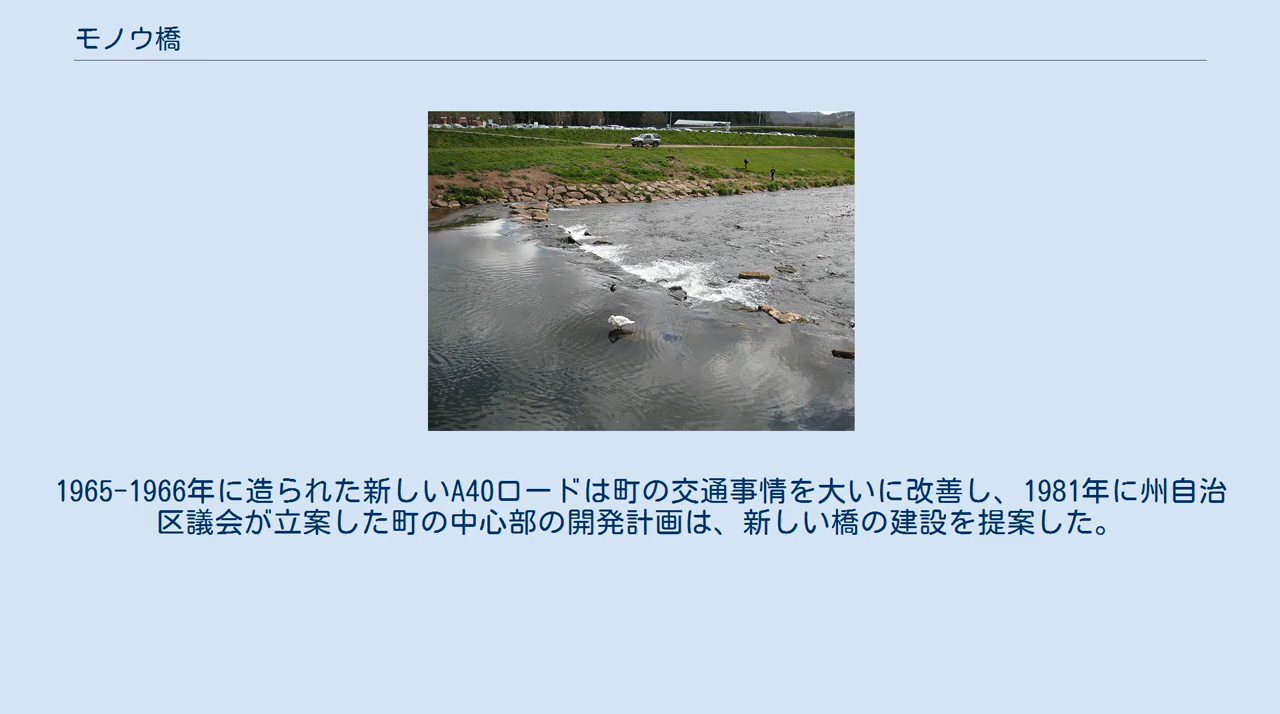 モノウ橋
1965-1966年に造られた新しいA40ロードは町の交通事情を大いに改善し、1981年に州自治
区議会が立案した町の中心部の開発計画は、新しい橋の建設を提案した。